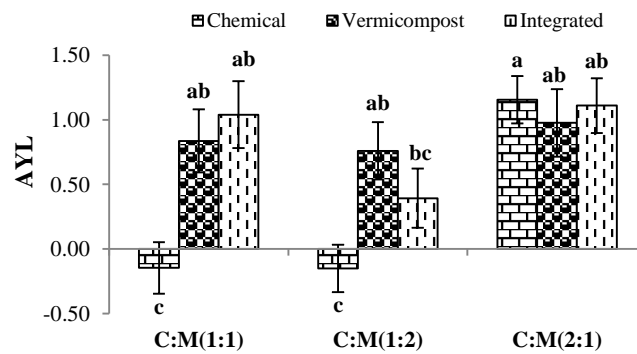 Chemical Vermicompost Integrated
1.50
1.00
0.50
0.00
-0.50
AYL
ab ab a ab ab
ab bc
c c
C:M(1:1) C:M(1:2) C:M(2:1)